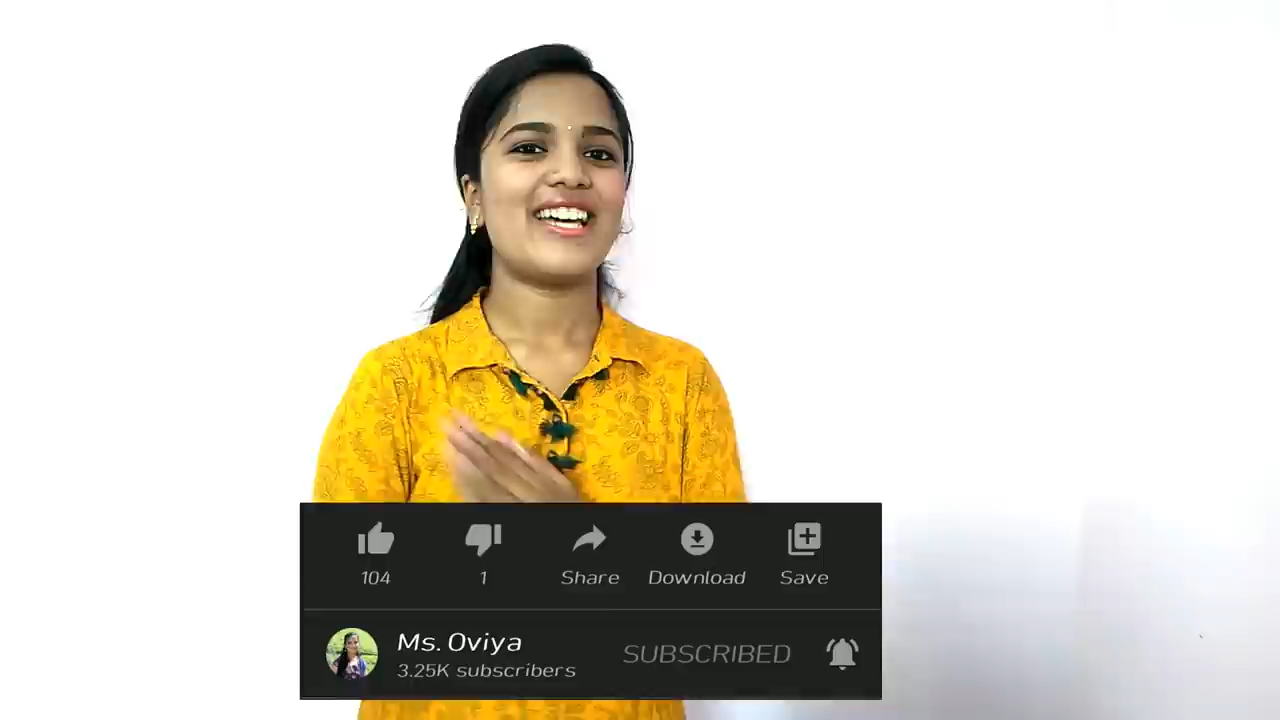 104
1
Share
Download
Save
Ms. Oviya
3.25K subscribers
SUBSCRIBED